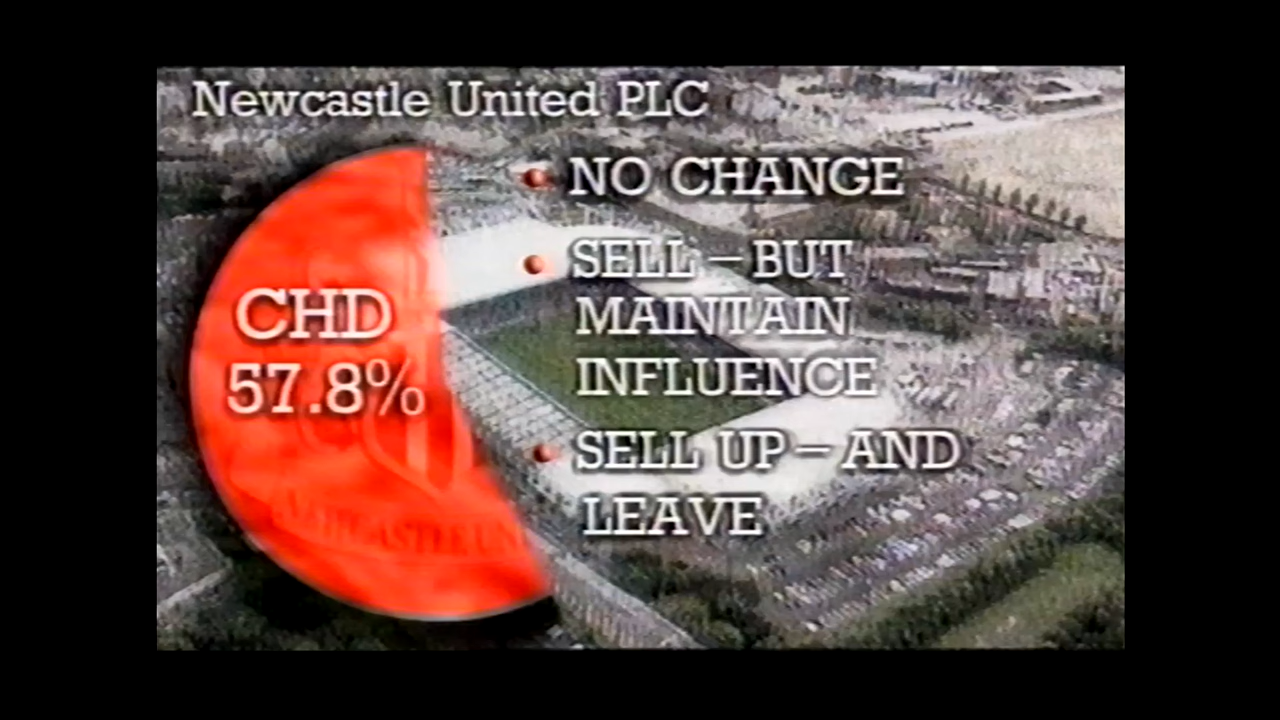 Newcastle United PLC
NO CHANGE
SELL – BUT
MAINTAIN
INFLUENCE
SELL UP – AND
LEAVE
CHD
57.8%